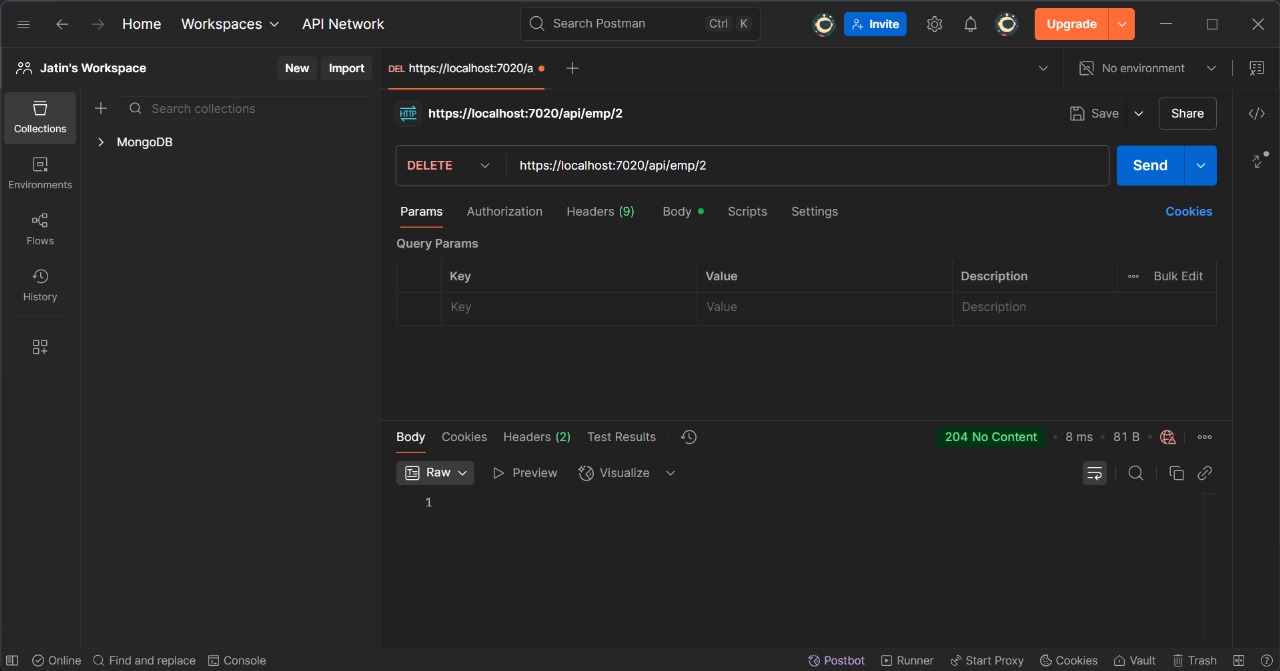 Home Workspaces API Network Search Postman Ctrl K Invite Upgrade
Jatin's Workspace New Import DEL https://localhost:7020/a No environment
Collections Search collections HTTP https://localhost:7020/api/emp/2 Save Share
MongoDB
Environments DELETE https://localhost:7020/api/emp/2 Send
Flows Params Authorization Headers (9) Body Scripts Settings Cookies
Query Params
History Key Value Description Bulk Edit
Key Value Description
Body Cookies Headers (2) Test Results 204 No Content 8 ms 81 B
Raw Preview Visualize
1
Online Find and replace Console Postbot Runner Start Proxy Cookies Vault Trash